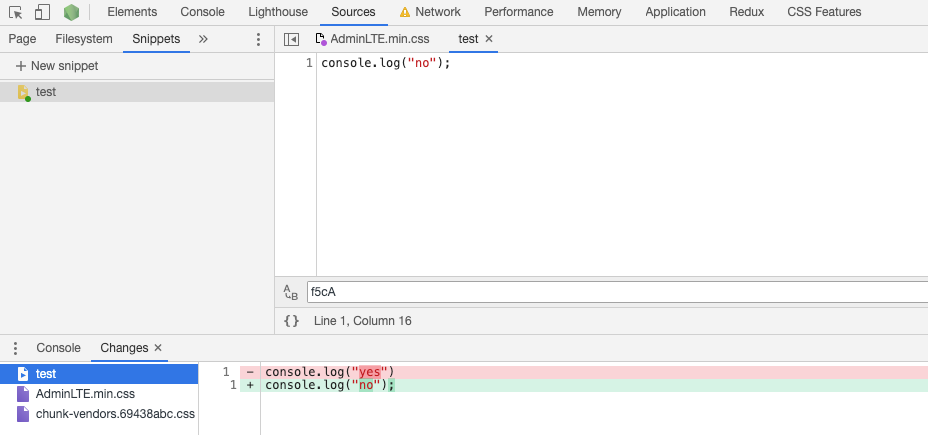 Elements Console Lighthouse Sources Network Performance Memory Application Redux CSS Features
Page Filesystem Snippets »
AdminLTE.min.css test ×
+ New snippet
test
1 console.log("no");
A B f5cA
{} Line 1, Column 16
Console Changes ×
test
AdminLTE.min.css
chunk-vendors.69438abc.css
1 - console.log("yes")
1 + console.log("no");